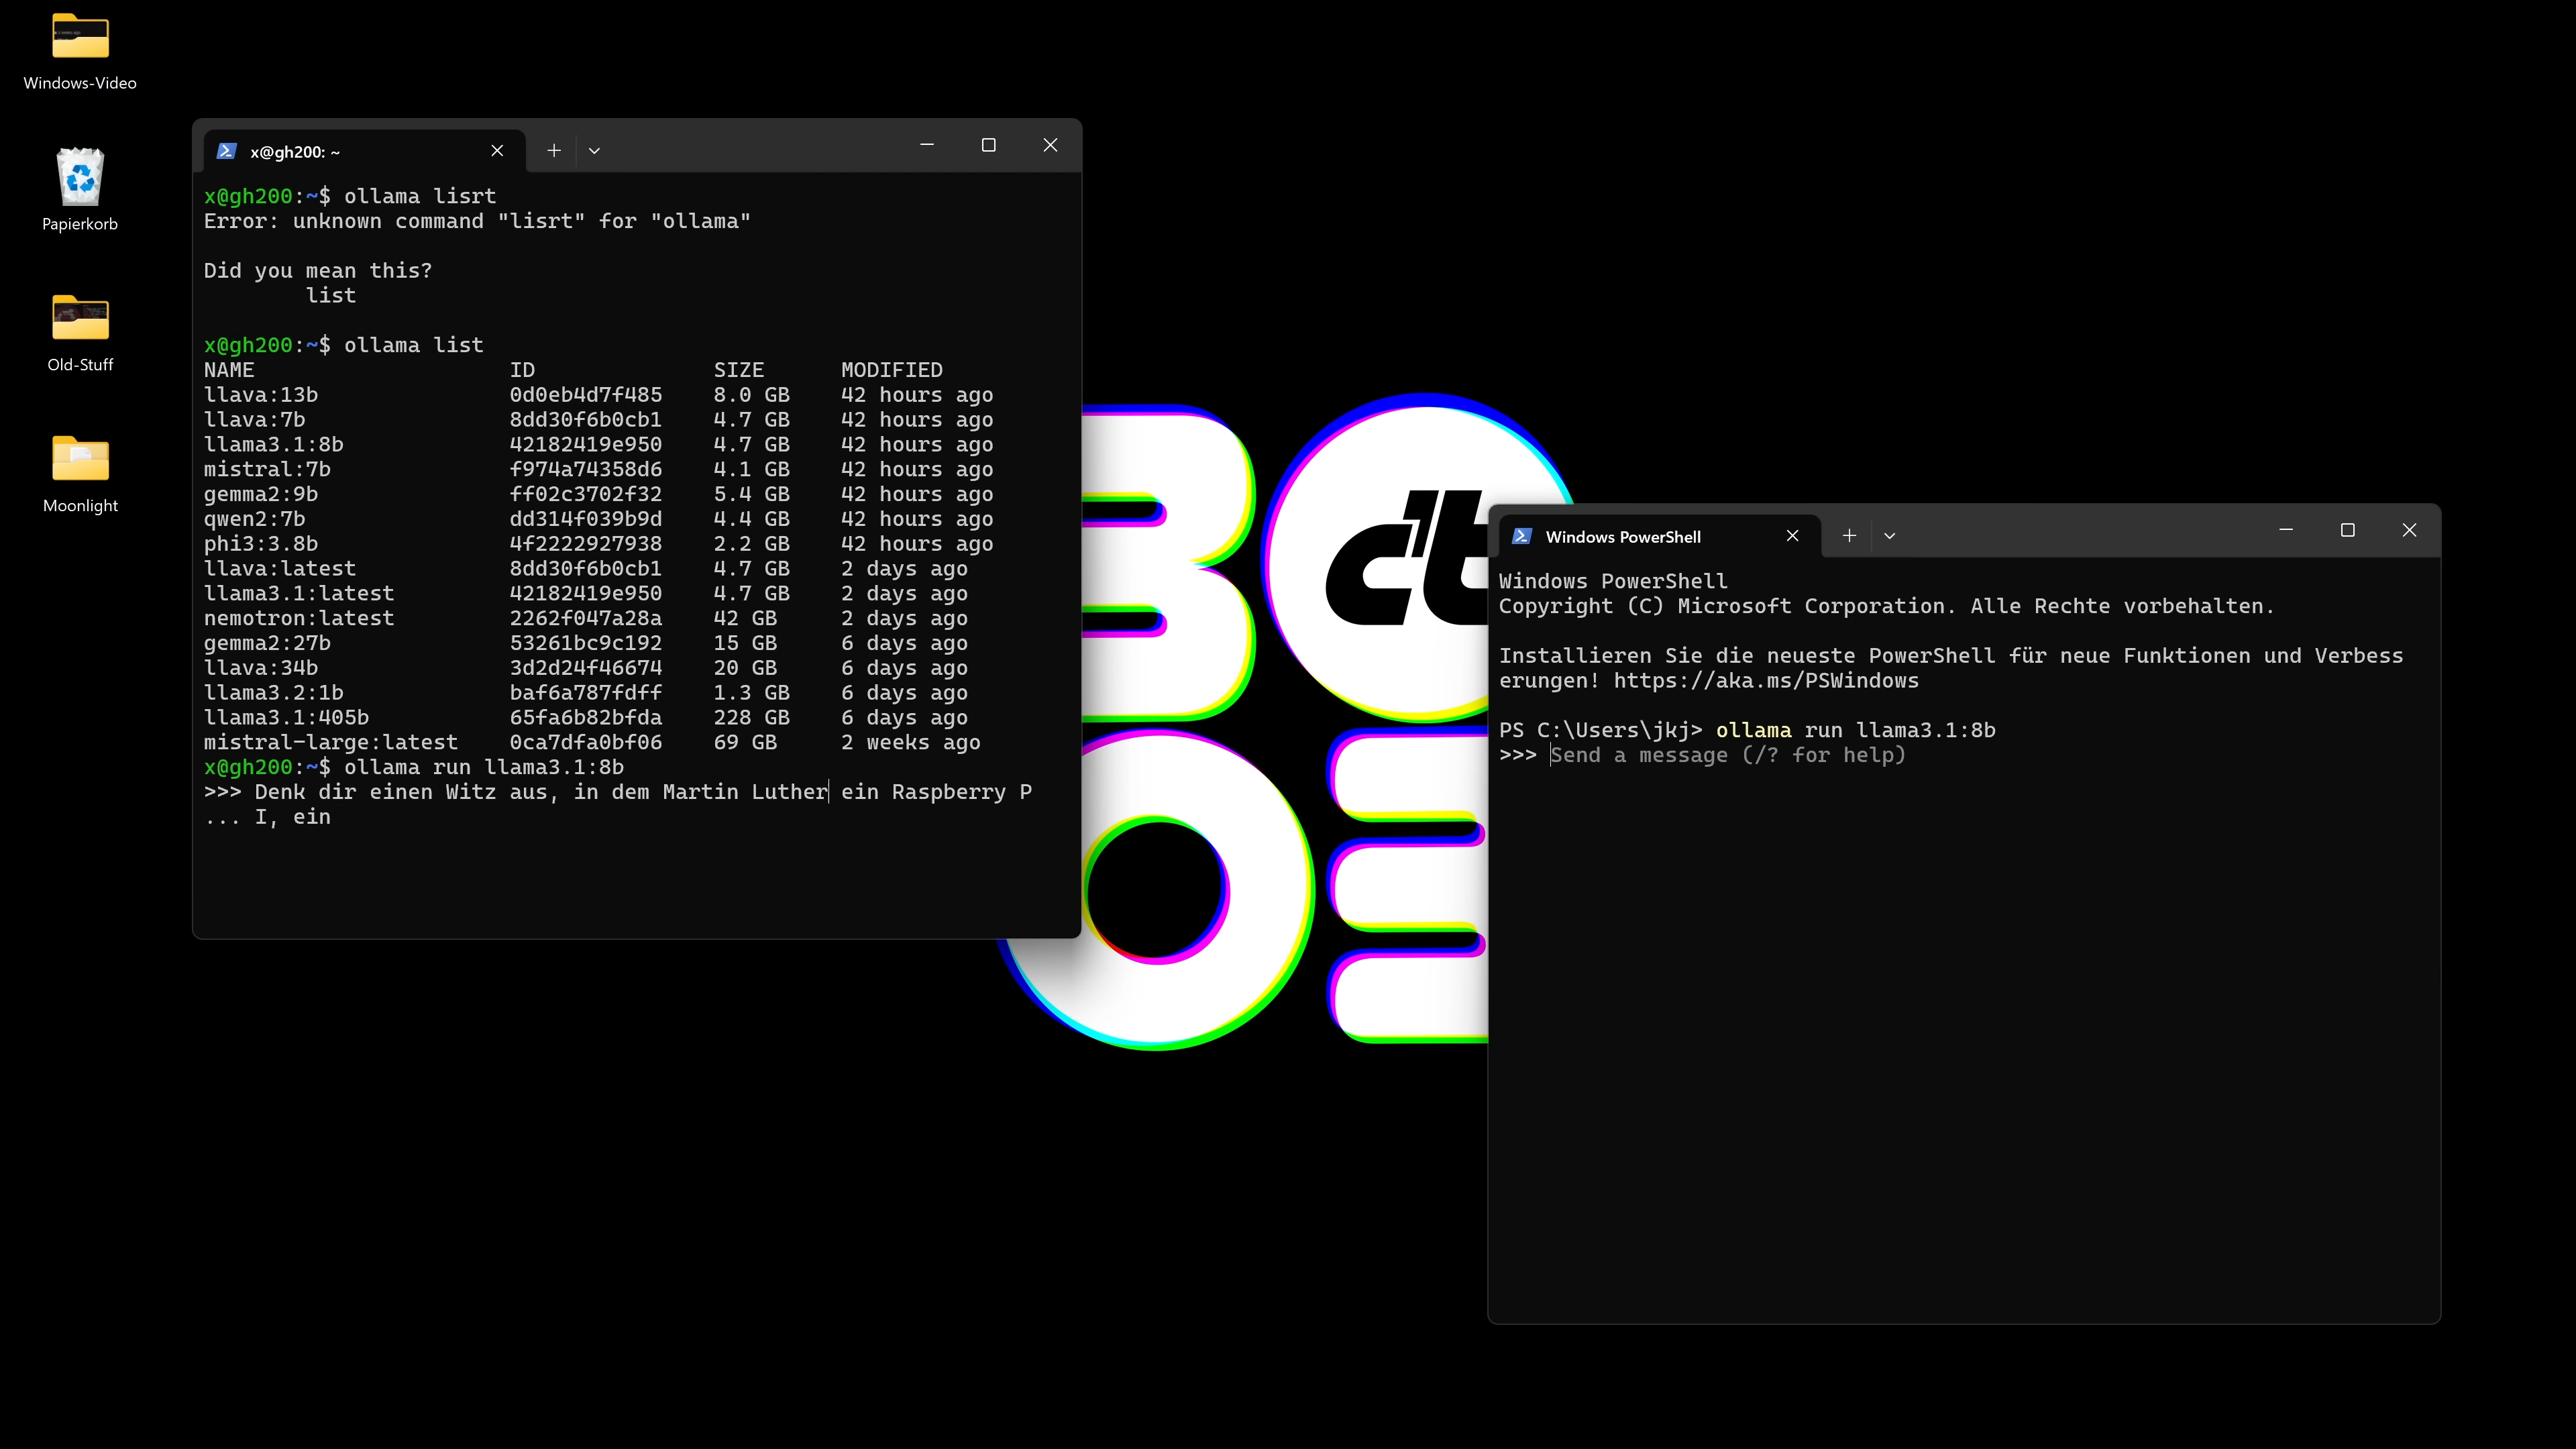 Windows-Video
Papierkorb
Old-Stuff
Moonlight
x@gh200: ~
x@gh200:~$ ollama lisrt
Error: unknown command "lisrt" for "ollama"
Did you mean this?
list
x@gh200:~$ ollama list
NAME ID SIZE MODIFIED
llava:13b 0d0eb4d7f485 8.0 GB 42 hours ago
llava:7b 8dd30f6b0cb1 4.7 GB 42 hours ago
llama3.1:8b 42182419e950 4.7 GB 42 hours ago
mistral:7b f974a74358d6 4.1 GB 42 hours ago
gemma2:9b ff02c3702f32 5.4 GB 42 hours ago
qwen2:7b dd314f039b9d 4.4 GB 42 hours ago
phi3:3.8b 4f2222927938 2.2 GB 42 hours ago
llava:latest 8dd30f6b0cb1 4.7 GB 2 days ago
llama3.1:latest 42182419e950 4.7 GB 2 days ago
nemotron:latest 2262f047a28a 42 GB 2 days ago
gemma2:27b 53261bc9c192 15 GB 6 days ago
llava:34b 3d2d24f46674 20 GB 6 days ago
llama3.2:1b baf6a787fdff 1.3 GB 6 days ago
llama3.1:405b 65fa6b82bfda 228 GB 6 days ago
mistral-large:latest 0ca7dfa0bf06 69 GB 2 weeks ago
x@gh200:~$ ollama run llama3.1:8b
>>> Denk dir einen Witz aus, in dem Martin Luther ein Raspberry P
... I, ein
3
c't
O
E
Windows PowerShell
Windows PowerShell
Copyright (C) Microsoft Corporation. Alle Rechte vorbehalten.
Installieren Sie die neueste PowerShell für neue Funktionen und Verbess
erungen! https://aka.ms/PSWindows
PS C:\Users\jkj> ollama run llama3.1:8b
>>> Send a message (/? for help)